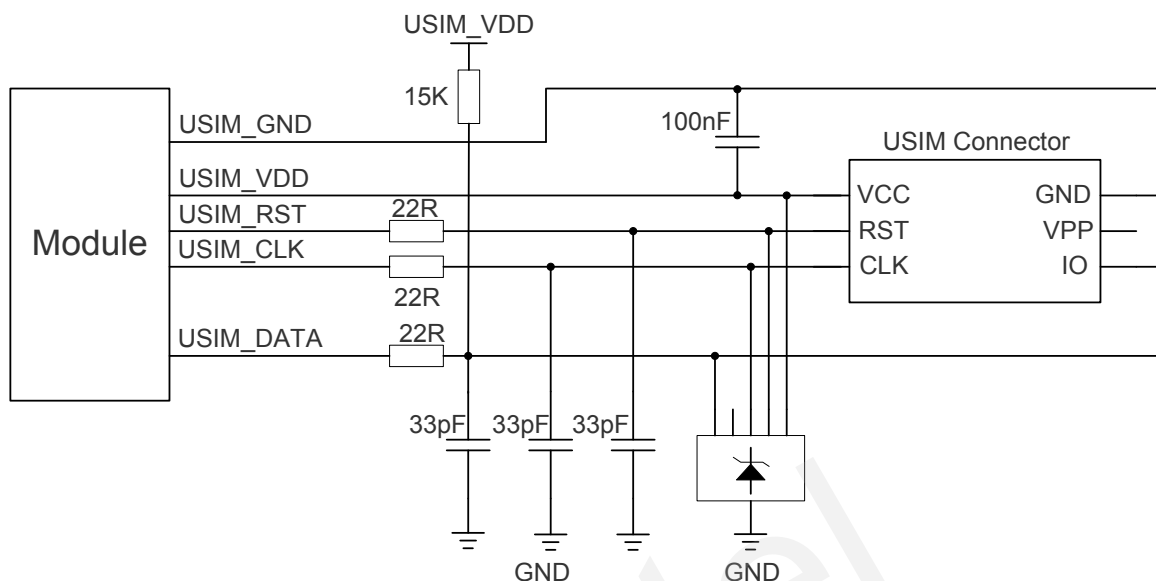 USIM_VDD
15K
100nF
USIM_GND
USIM Connector
USIM_VDD
VCC
GND
USIM_RST
22R
RST
VPP
Module
USIM_CLK
CLK
IO
22R
USIM_DATA
22R
33pF
33pF
33pF
GND
GND